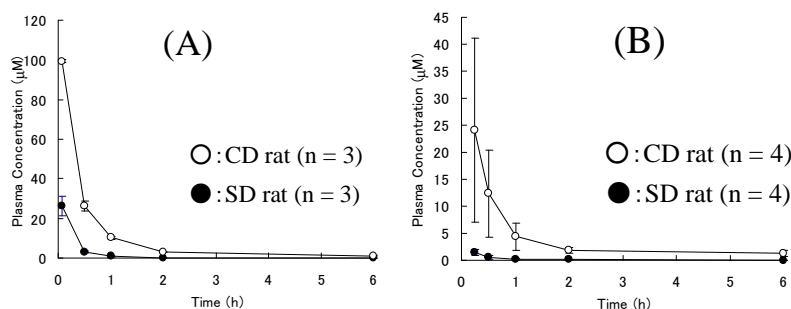 (A)
Plasma Concentration (μM)
120
100
80
60
40
20
0
○:CD rat (n = 3)
●:SD rat (n = 3)
0 1 2 3 4 5 6
Time (h)
(B)
Plasma Concentration (μM)
45
40
35
30
25
20
15
10
5
0
○:CD rat (n = 4)
●:SD rat (n = 4)
0 1 2 3 4 5 6
Time (h)